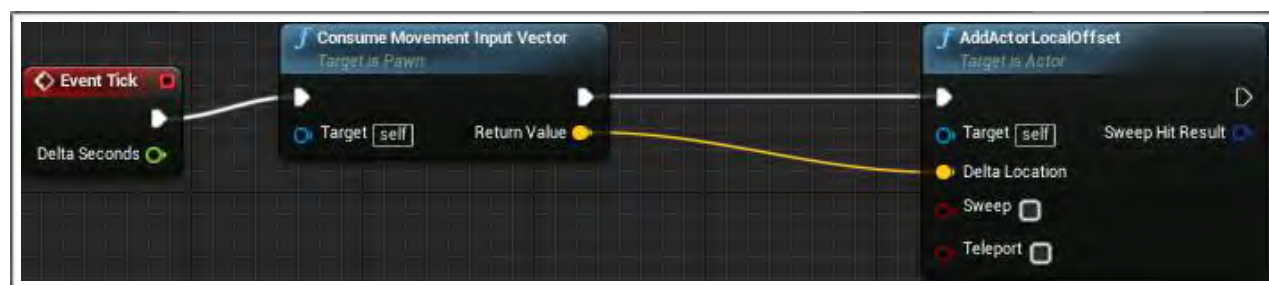 Event Tick
Delta Seconds
f Consume Movement Input Vector
Target is Pawn
Target self
Return Value
f AddActorLocalOffset
Target is Actor
Target self
Sweep Hit Result
Delta Location
Sweep
Teleport